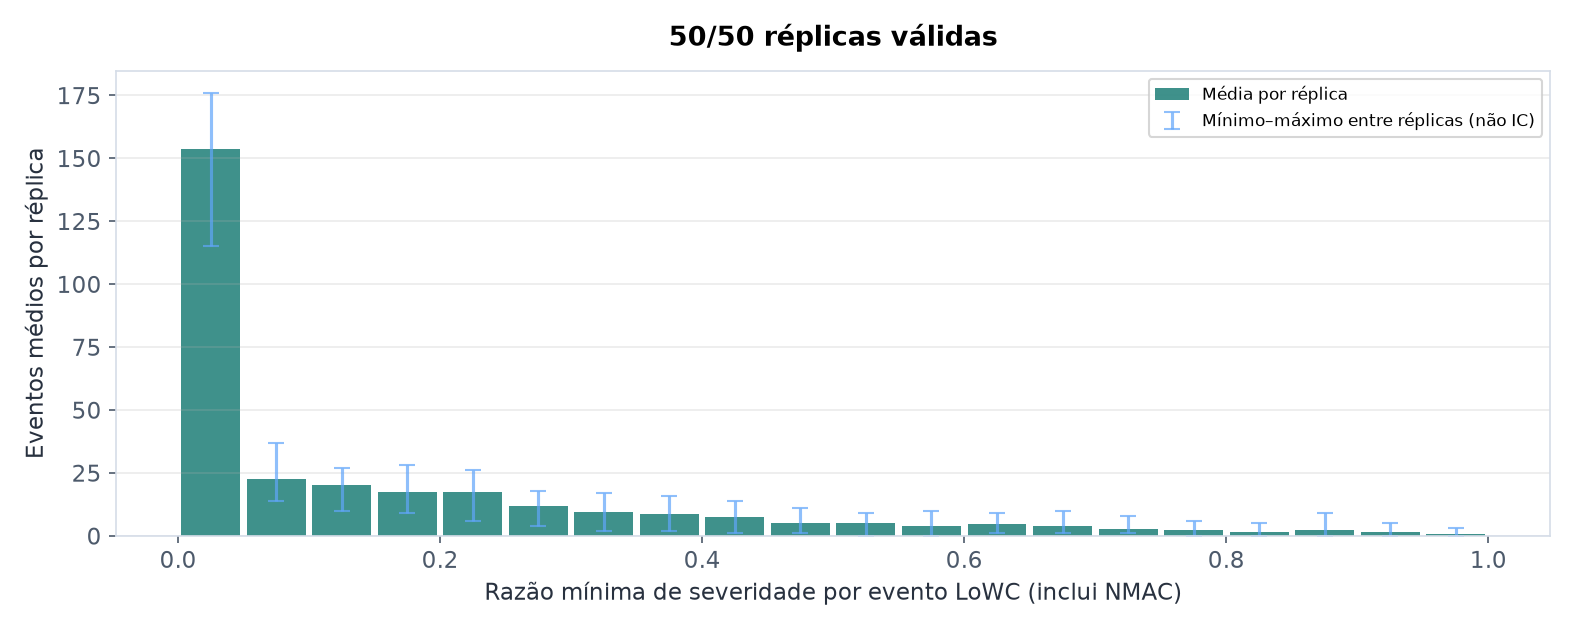 50/50 réplicas válidas
Média por réplica
Mínimo–máximo entre réplicas (não IC)
Eventos médios por réplica
175
150
125
100
75
50
25
0
0.0 0.2 0.4 0.6 0.8 1.0
Razão mínima de severidade por evento LoWC (inclui NMAC)